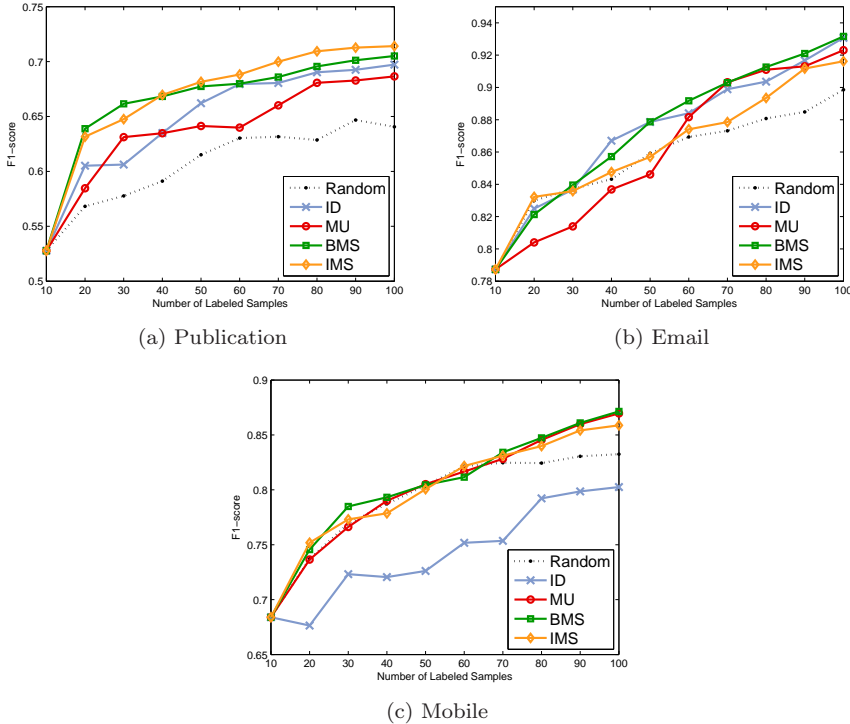 0.75
0.7
0.65
0.6
0.55
0.5
F1−score
10 20 30 40 50 60 70 80 90 100
Number of Labeled Samples
Random
ID
MU
BMS
IMS
(a) Publication
0.94
0.92
0.9
0.88
0.86
0.84
0.82
0.8
0.78
F1−score
10 20 30 40 50 60 70 80 90 100
Number of Labeled Samples
Random
ID
MU
BMS
IMS
(b) Email
0.9
0.85
0.8
0.75
0.7
0.65
F1−score
10 20 30 40 50 60 70 80 90 100
Number of Labeled Samples
Random
ID
MU
BMS
IMS
(c) Mobile